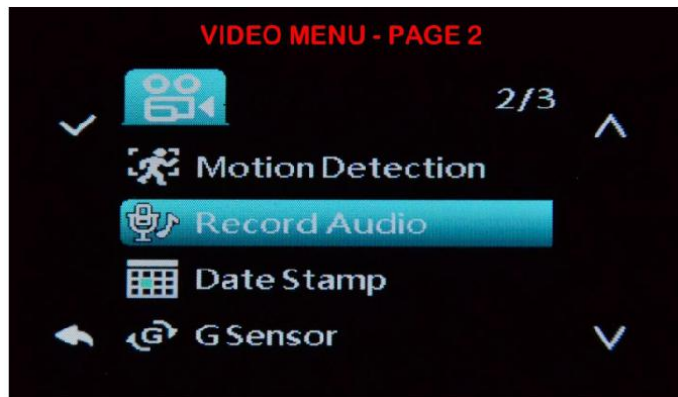 VIDEO MENU - PAGE 2
2/3
Motion Detection
Record Audio
Date Stamp
G Sensor